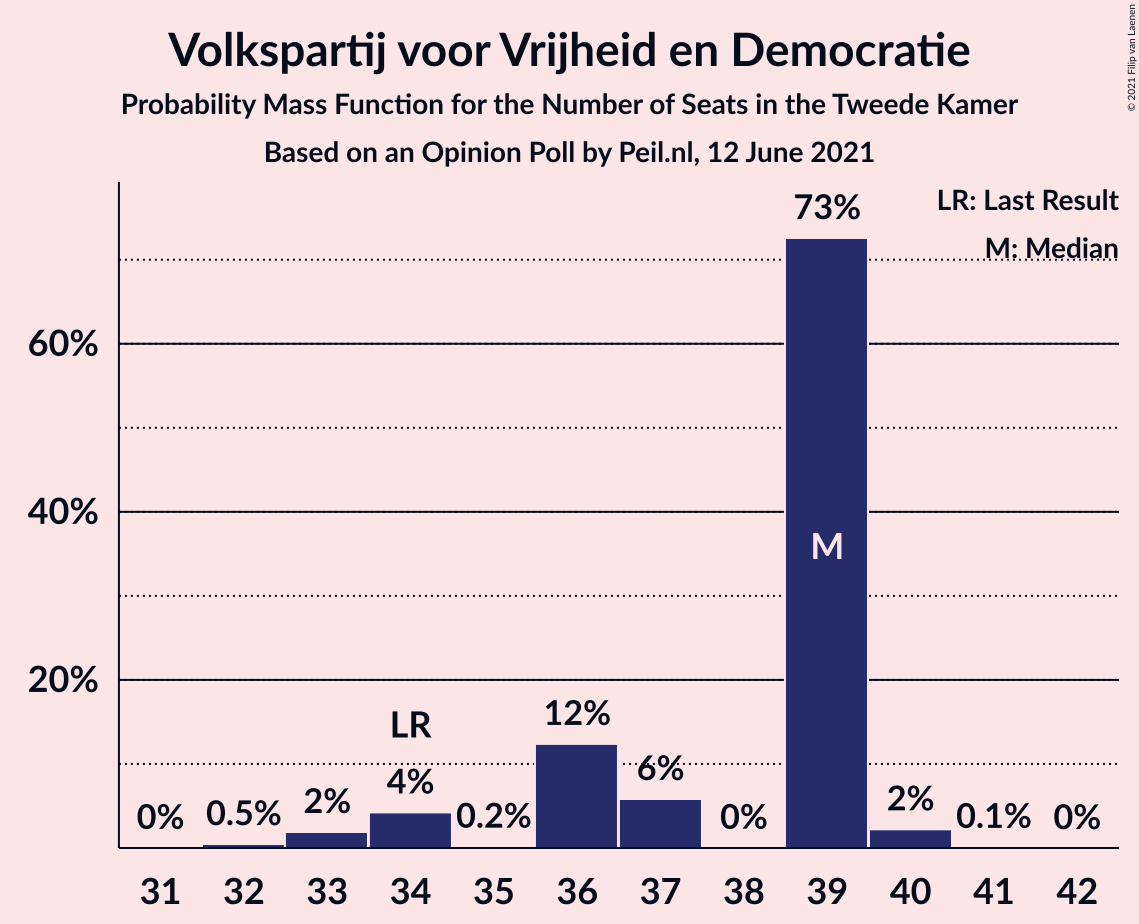 Volkspartij voor Vrijheid en Democratie
Probability Mass Function for the Number of Seats in the Tweede Kamer
Based on an Opinion Poll by Peil.nl, 12 June 2021
© 2021 Filip van Laenen
LR: Last Result
M: Median
60%
40%
20%
0%
0.5%
2%
LR
4%
0.2%
12%
6%
0%
73%
M
2%
0.1%
0%
31 32 33 34 35 36 37 38 39 40 41 42